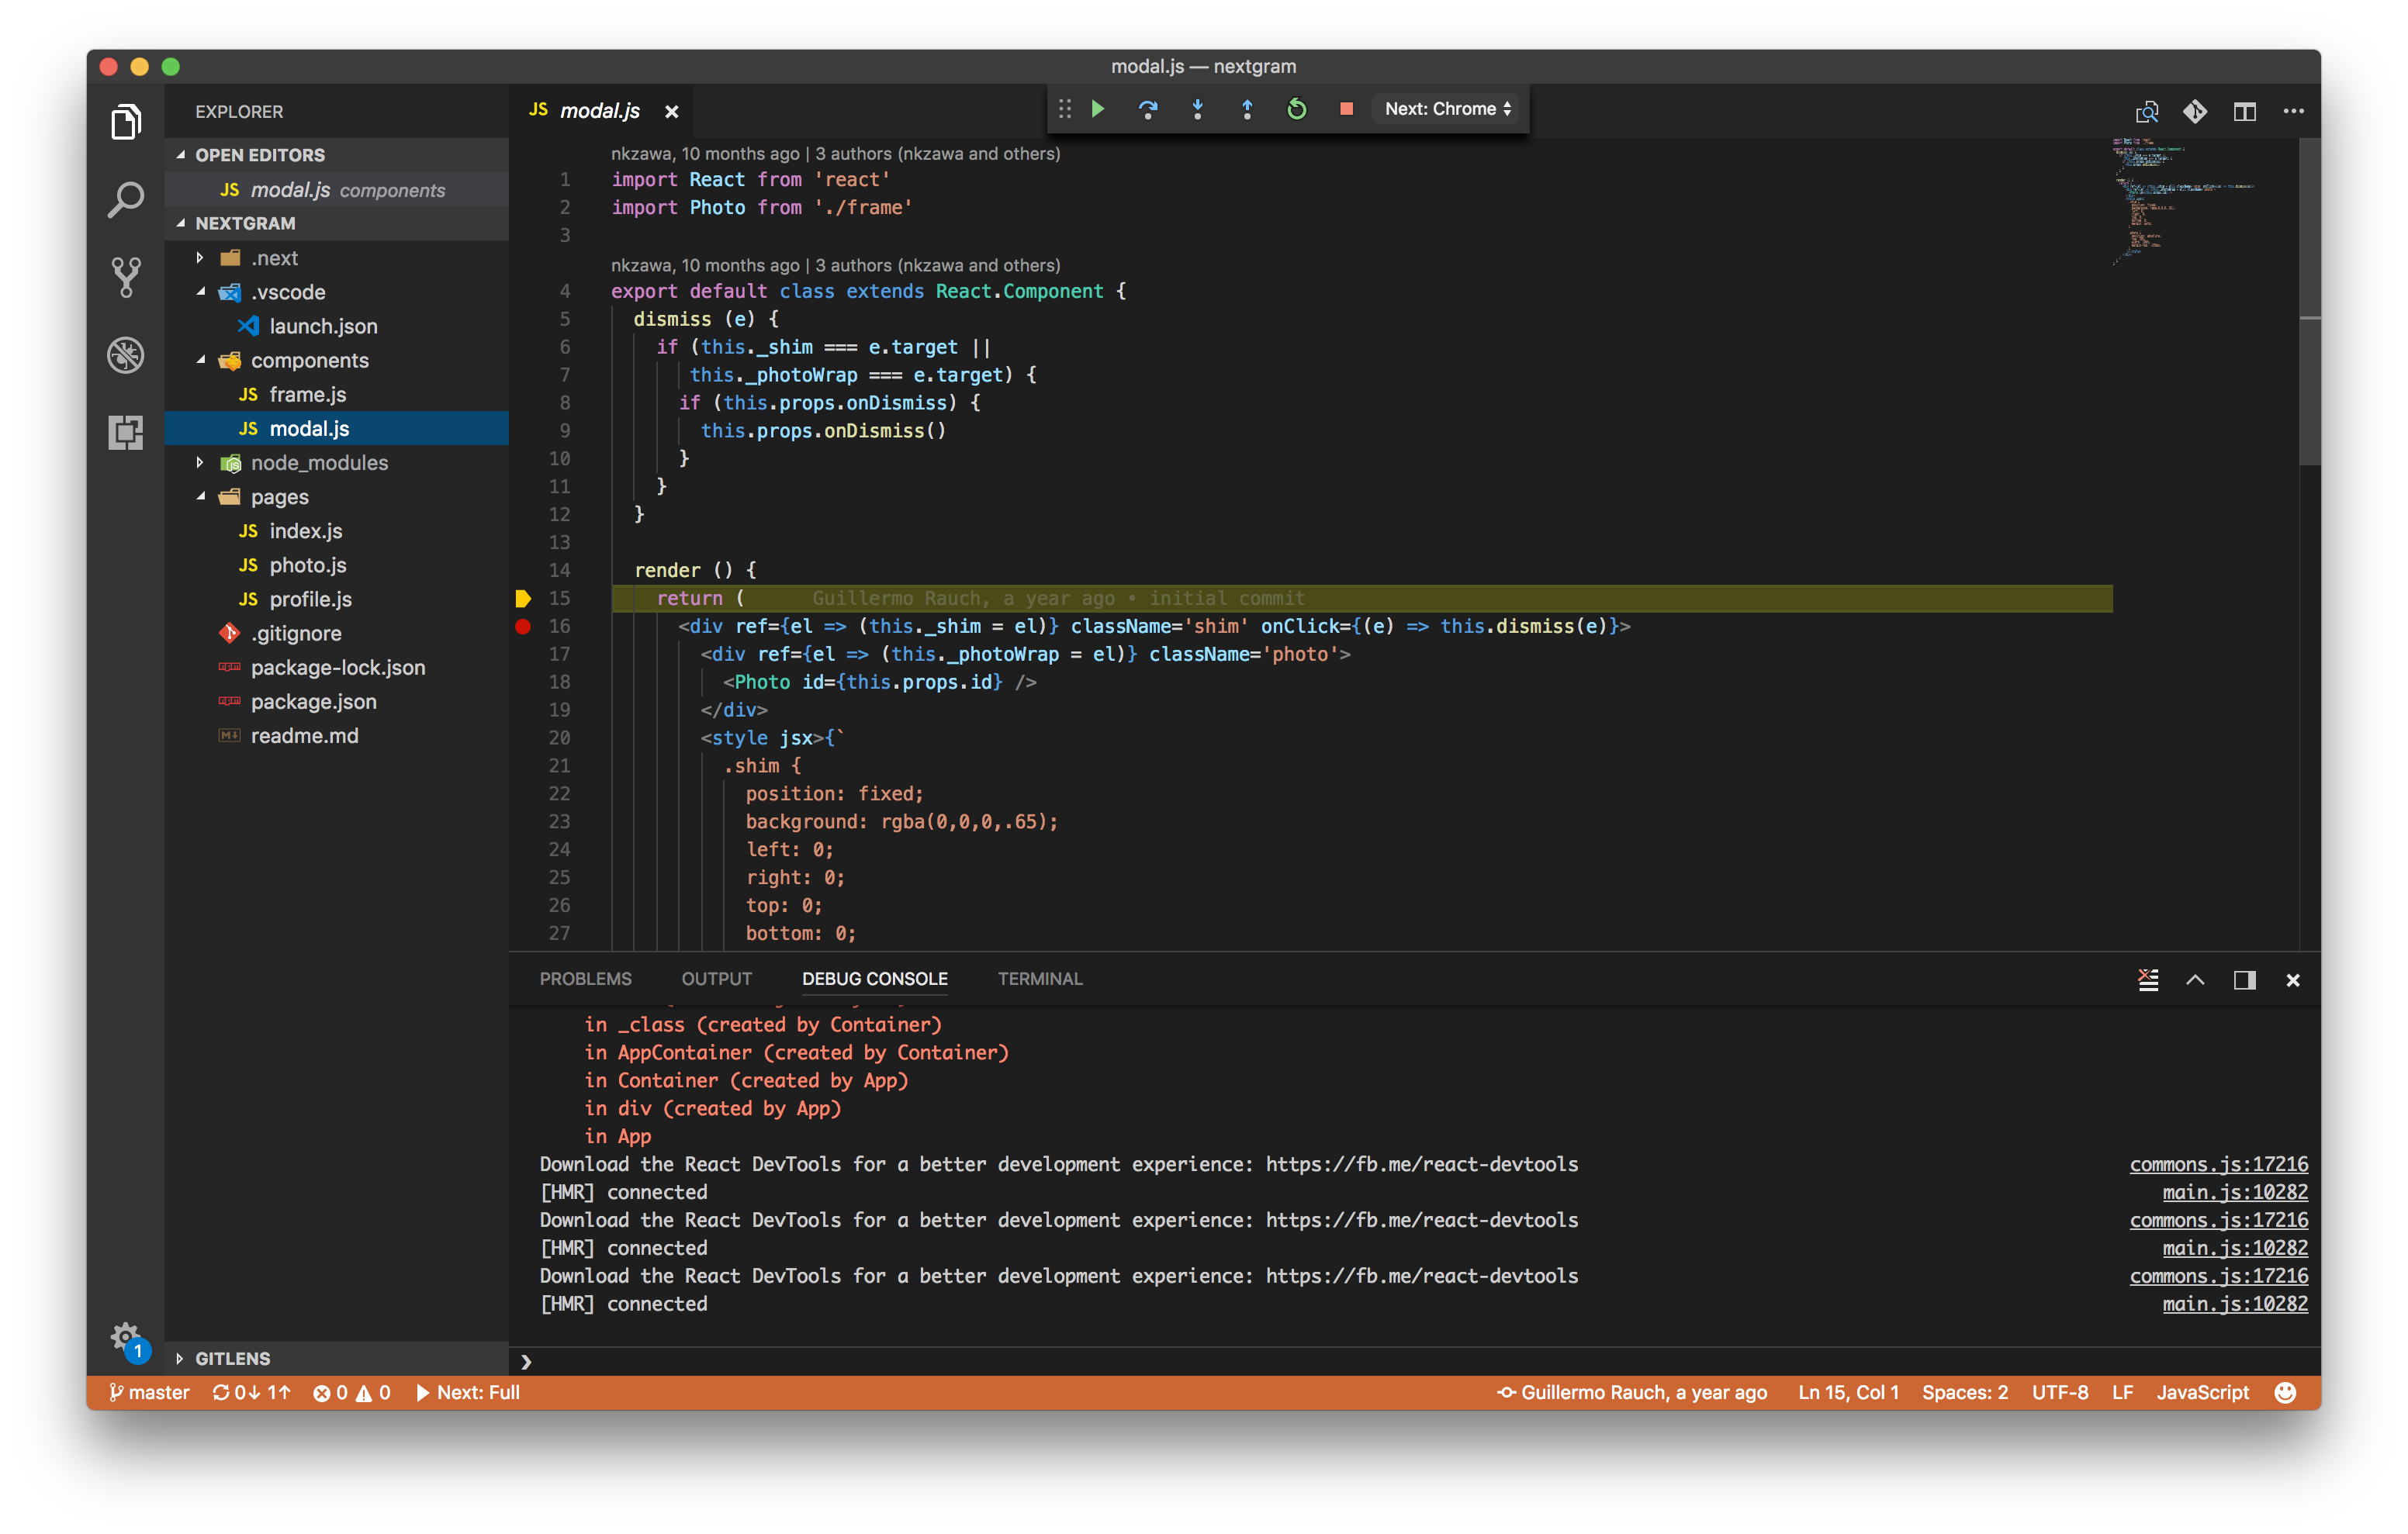 modal.js — nextgram
EXPLORER
OPEN EDITORS
JS modal.js components
NEXTGRAM
.next
.vscode
launch.json
components
JS frame.js
JS modal.js
node_modules
pages
JS index.js
JS photo.js
JS profile.js
.gitignore
package-lock.json
package.json
readme.md
GITLENS
1
JS modal.js
Next: Chrome
nkzawa, 10 months ago | 3 authors (nkzawa and others)
1 import React from 'react'
2 import Photo from './frame'
3
nkzawa, 10 months ago | 3 authors (nkzawa and others)
4 export default class extends React.Component {
5 dismiss (e) {
6 if (this._shim === e.target ||
7 this._photoWrap === e.target) {
8 if (this.props.onDismiss) {
9 this.props.onDismiss()
10 }
11 }
12 }
13
14 render () {
15 return ( Guillermo Rauch, a year ago • initial commit
16 <div ref={el => (this._shim = el)} className='shim' onClick={(e) => this.dismiss(e)}>
17 <div ref={el => (this._photoWrap = el)} className='photo'>
18 <Photo id={this.props.id} />
19 </div>
20 <style jsx>{`
21 .shim {
22 position: fixed;
23 background: rgba(0,0,0,.65);
24 left: 0;
25 right: 0;
26 top: 0;
27 bottom: 0;
PROBLEMS OUTPUT DEBUG CONSOLE TERMINAL
in _class (created by Container)
in AppContainer (created by Container)
in Container (created by App)
in div (created by App)
in App
Download the React DevTools for a better development experience: https://fb.me/react-devtools commons.js:17216
[HMR] connected main.js:10282
Download the React DevTools for a better development experience: https://fb.me/react-devtools commons.js:17216
[HMR] connected main.js:10282
Download the React DevTools for a better development experience: https://fb.me/react-devtools commons.js:17216
[HMR] connected main.js:10282
master 0↓ 1↑ 0 0 Next: Full Guillermo Rauch, a year ago Ln 15, Col 1 Spaces: 2 UTF-8 LF JavaScript